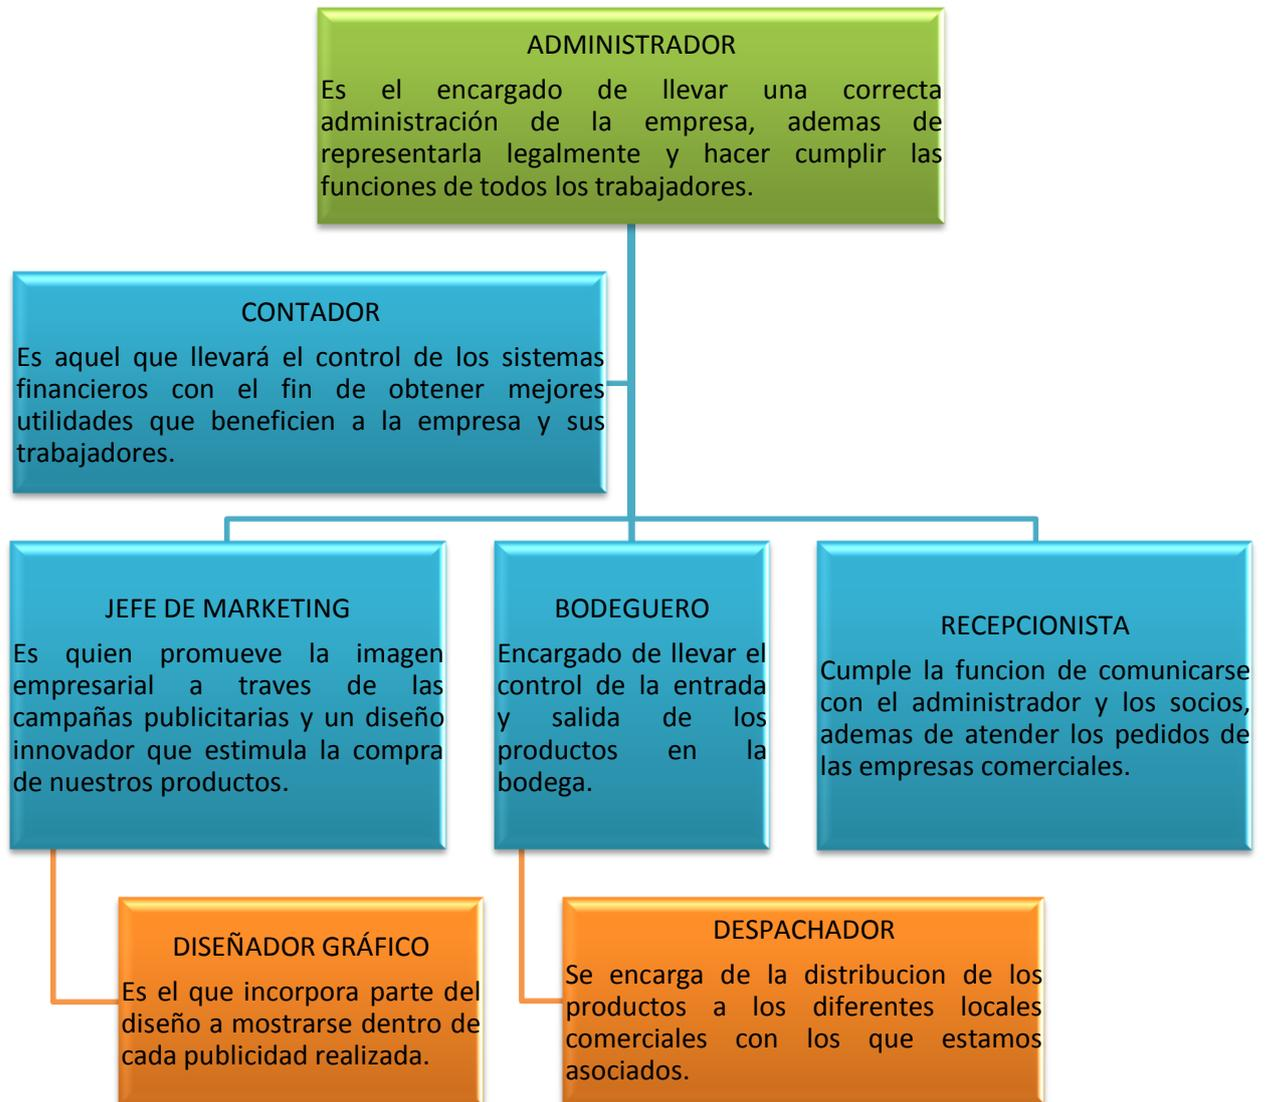 ADMINISTRADOR
Es el encargado de llevar una correcta
administración de la empresa, ademas de
representarla legalmente y hacer cumplir las
funciones de todos los trabajadores.
CONTADOR
Es aquel que llevará el control de los sistemas
financieros con el fin de obtener mejores
utilidades que beneficien a la empresa y sus
trabajadores.
JEFE DE MARKETING
Es quien promueve la imagen
empresarial a traves de las
campañas publicitarias y un diseño
innovador que estimula la compra
de nuestros productos.
BODEGUERO
Encargado de llevar el
control de la entrada
y salida de los
productos en la
bodega.
RECEPCIONISTA
Cumple la funcion de comunicarse
con el administrador y los socios,
ademas de atender los pedidos de
las empresas comerciales.
DISEÑADOR GRÁFICO
Es el que incorpora parte del
diseño a mostrarse dentro de
cada publicidad realizada.
DESPACHADOR
Se encarga de la distribucion de los
productos a los diferentes locales
comerciales con los que estamos
asociados.